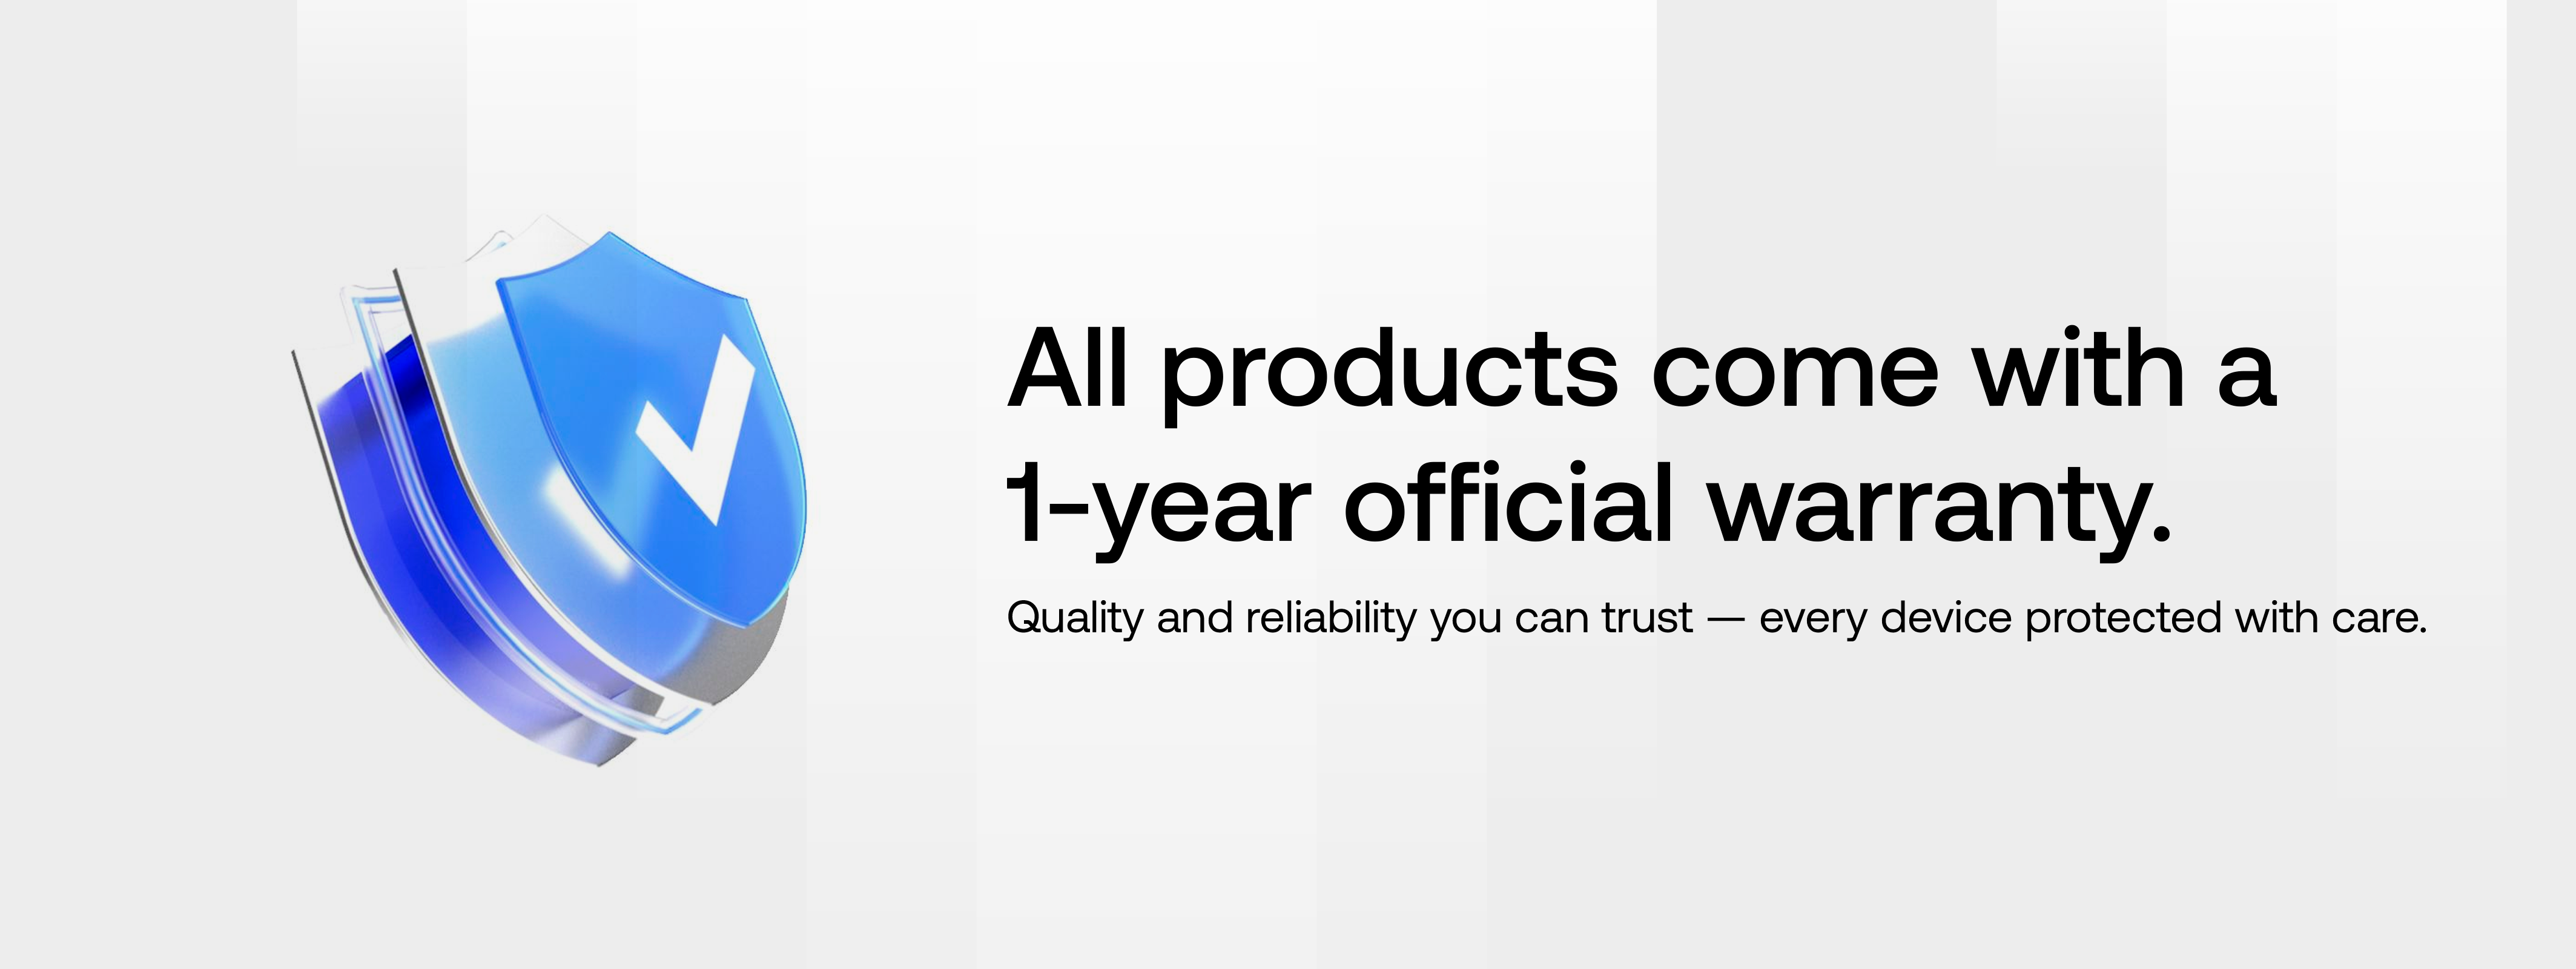 All products come with a
1-year official warranty.
Quality and reliability you can trust — every device protected with care.